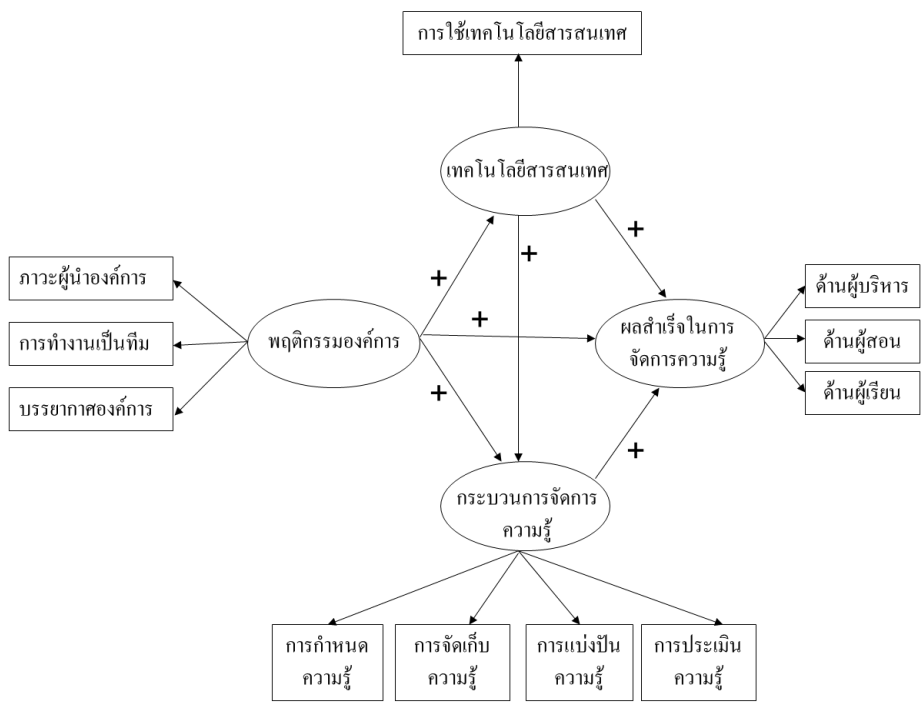 การใช้เทคโนโลยีสารสนเทศ
เทคโนโลยีสารสนเทศ
+
+
+
ภาวะผู้นำองค์การ
การทำงานเป็นทีม
บรรยากาศองค์การ
พฤติกรรมองค์การ
+
+
ผลสำเร็จในการ
จัดการความรู้
ด้านผู้บริหาร
ด้านผู้สอน
ด้านผู้เรียน
+
กระบวนการจัดการ
ความรู้
การกำหนด
ความรู้
การจัดเก็บ
ความรู้
การแบ่งปัน
ความรู้
การประเมิน
ความรู้